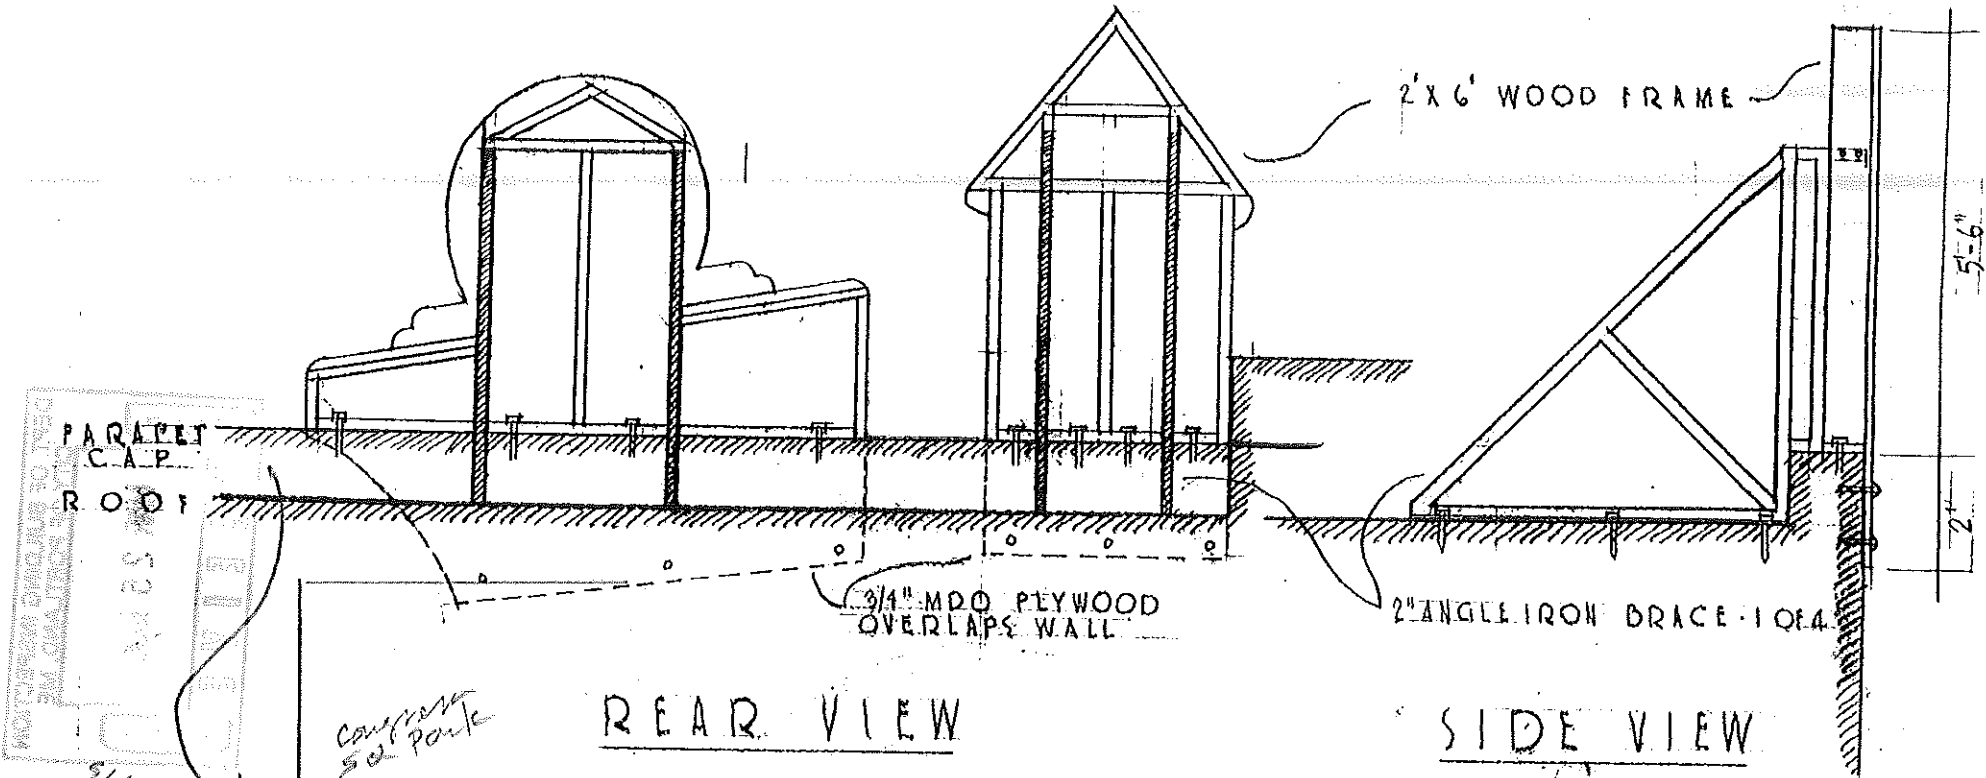 2' X 6' WOOD FRAME
5'-6"
PARAPET
CAP
ROOF
2'
3/4" MDO PLYWOOD
OVERLAPS WALL
2" ANGLE IRON BRACE - 1 OF 4
REAR VIEW
SIDE VIEW